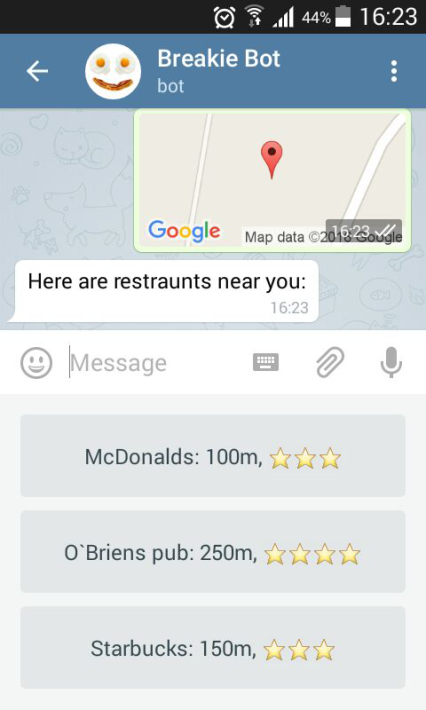 44% 16:23
Breakie Bot
bot
Google
Map data ©2018 Google
16:23
Here are restraunts near you:
16:23
Message
McDonalds: 100m, ⭐⭐⭐
O`Briens pub: 250m, ⭐⭐⭐⭐
Starbucks: 150m, ⭐⭐⭐